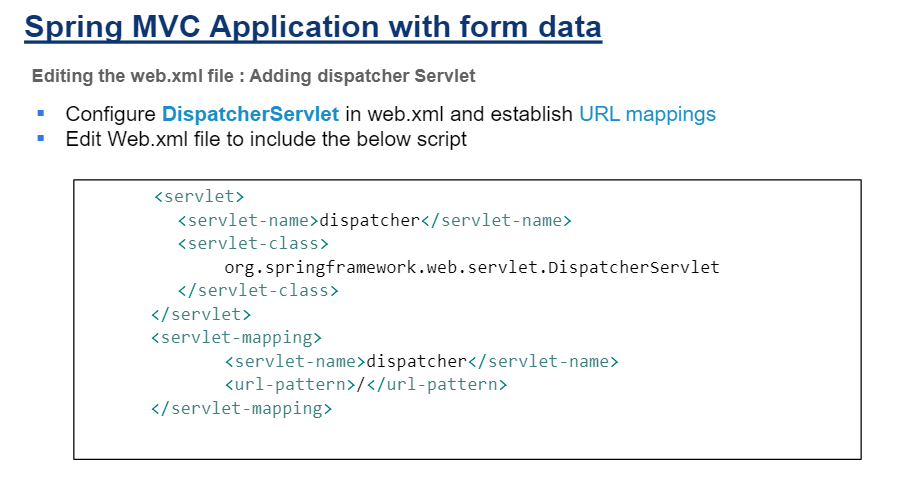 Spring MVC Application with form data
Editing the web.xml file : Adding dispatcher Servlet
▪ Configure DispatcherServlet in web.xml and establish URL mappings
▪ Edit Web.xml file to include the below script
<servlet>
<servlet-name>dispatcher</servlet-name>
<servlet-class>
org.springframework.web.servlet.DispatcherServlet
</servlet-class>
</servlet>
<servlet-mapping>
<servlet-name>dispatcher</servlet-name>
<url-pattern>/</url-pattern>
</servlet-mapping>